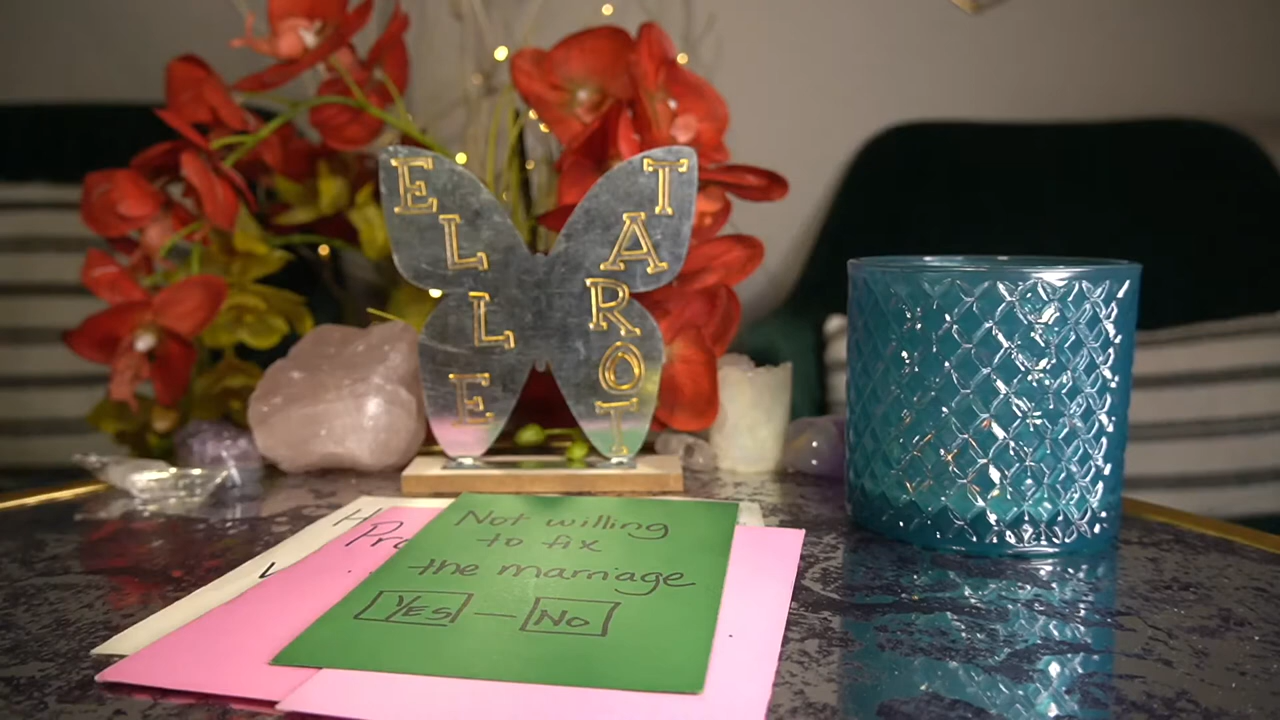 ELLE
TAROT
Not willing
to fix
the marriage
YES — NO